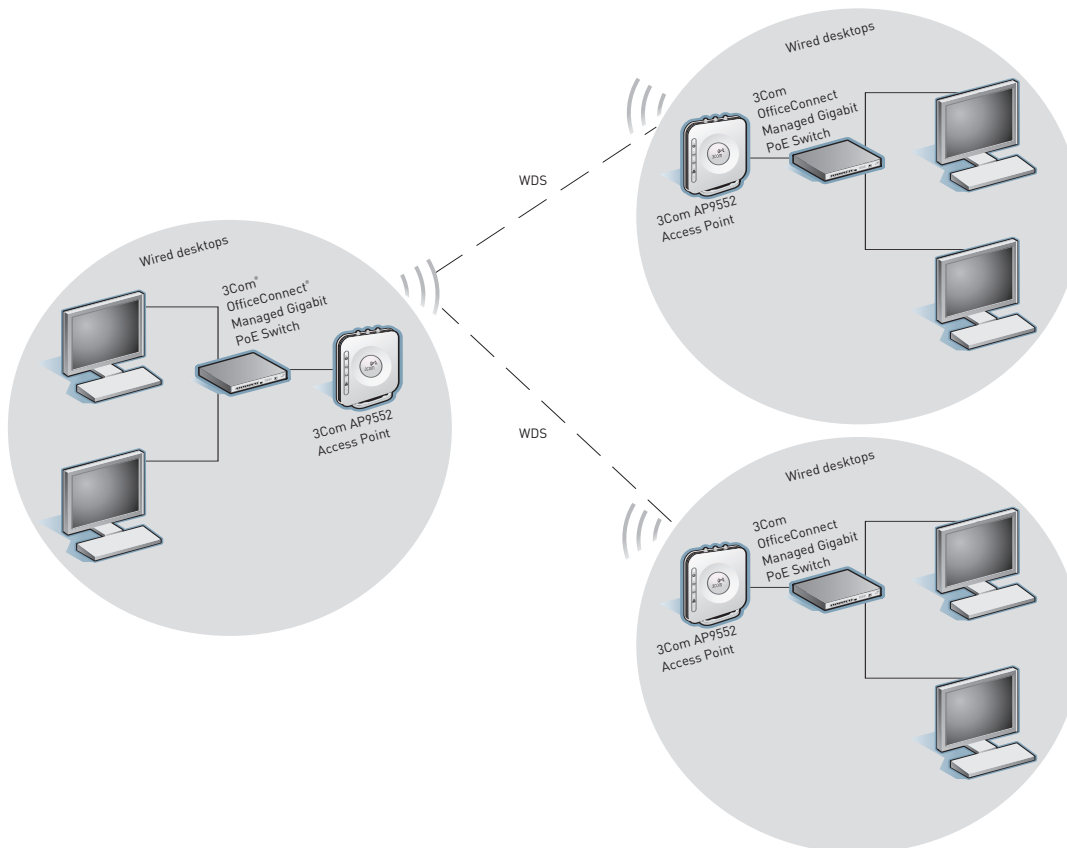 Wired desktops
3Com
OfficeConnect
Managed Gigabit
PoE Switch
3Com AP9552
Access Point
WDS
Wired desktops
3Com®
OfficeConnect®
Managed Gigabit
PoE Switch
3Com AP9552
Access Point
WDS
Wired desktops
3Com
OfficeConnect
Managed Gigabit
PoE Switch
3Com AP9552
Access Point